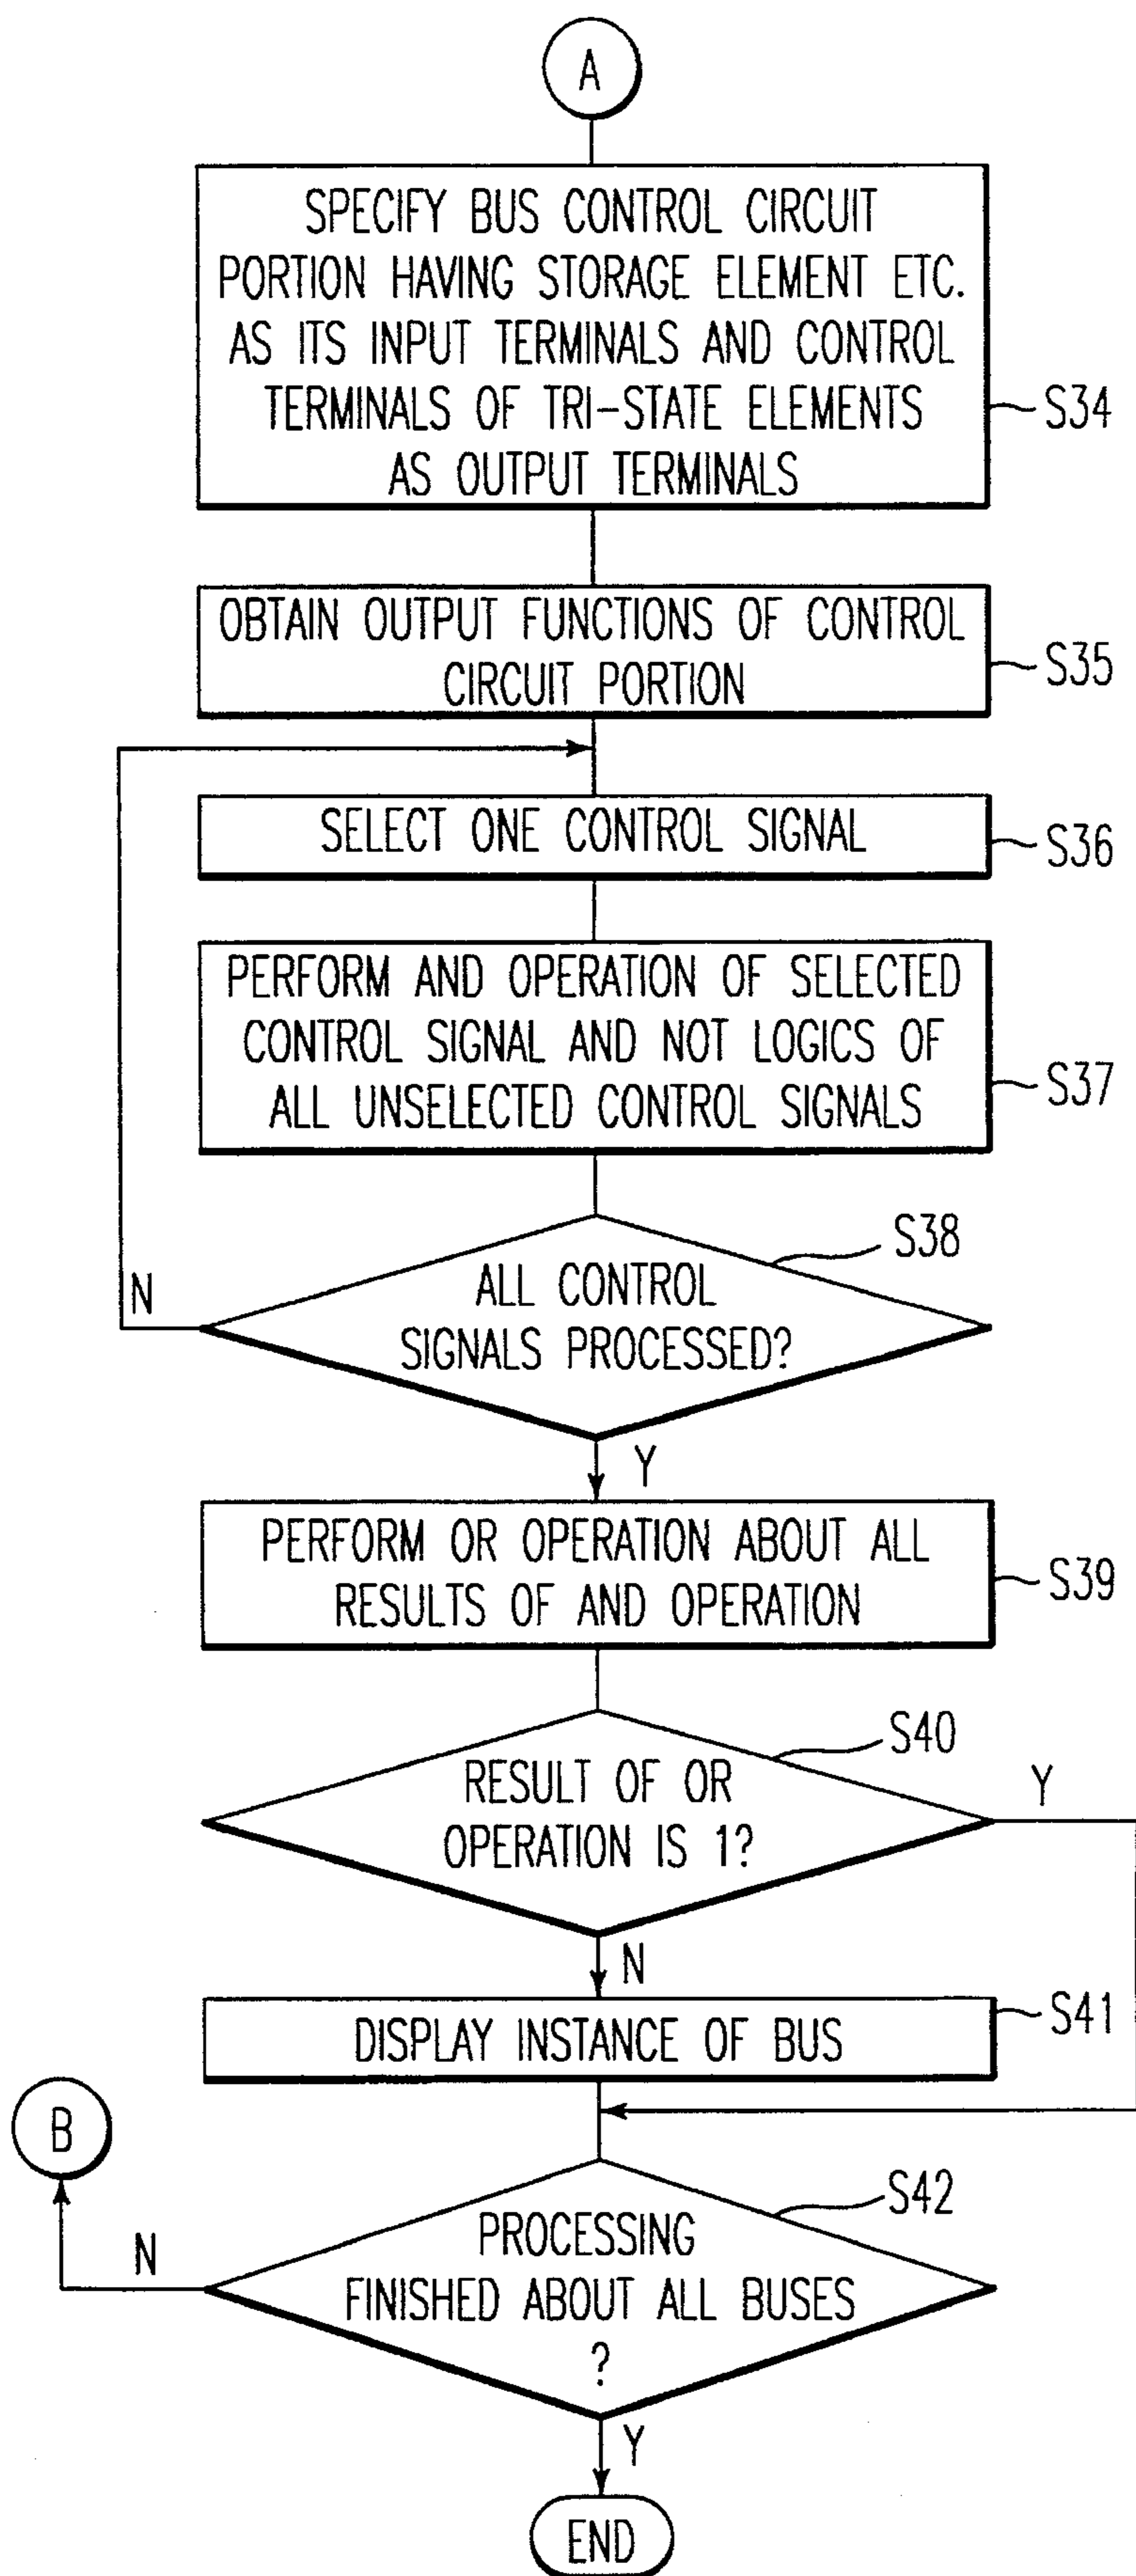 A
SPECIFY BUS CONTROL CIRCUIT
PORTION HAVING STORAGE ELEMENT ETC.
AS ITS INPUT TERMINALS AND CONTROL
TERMINALS OF TRI-STATE ELEMENTS
AS OUTPUT TERMINALS
S34
OBTAIN OUTPUT FUNCTIONS OF CONTROL
CIRCUIT PORTION
S35
SELECT ONE CONTROL SIGNAL
S36
PERFORM AND OPERATION OF SELECTED
CONTROL SIGNAL AND NOT LOGICS OF
ALL UNSELECTED CONTROL SIGNALS
S37
S38
ALL CONTROL
SIGNALS PROCESSED?
N
Y
PERFORM OR OPERATION ABOUT ALL
RESULTS OF AND OPERATION
S39
S40
RESULT OF OR
OPERATION IS 1?
Y
N
DISPLAY INSTANCE OF BUS
S41
B
S42
PROCESSING
FINISHED ABOUT ALL BUSES
?
N
Y
END